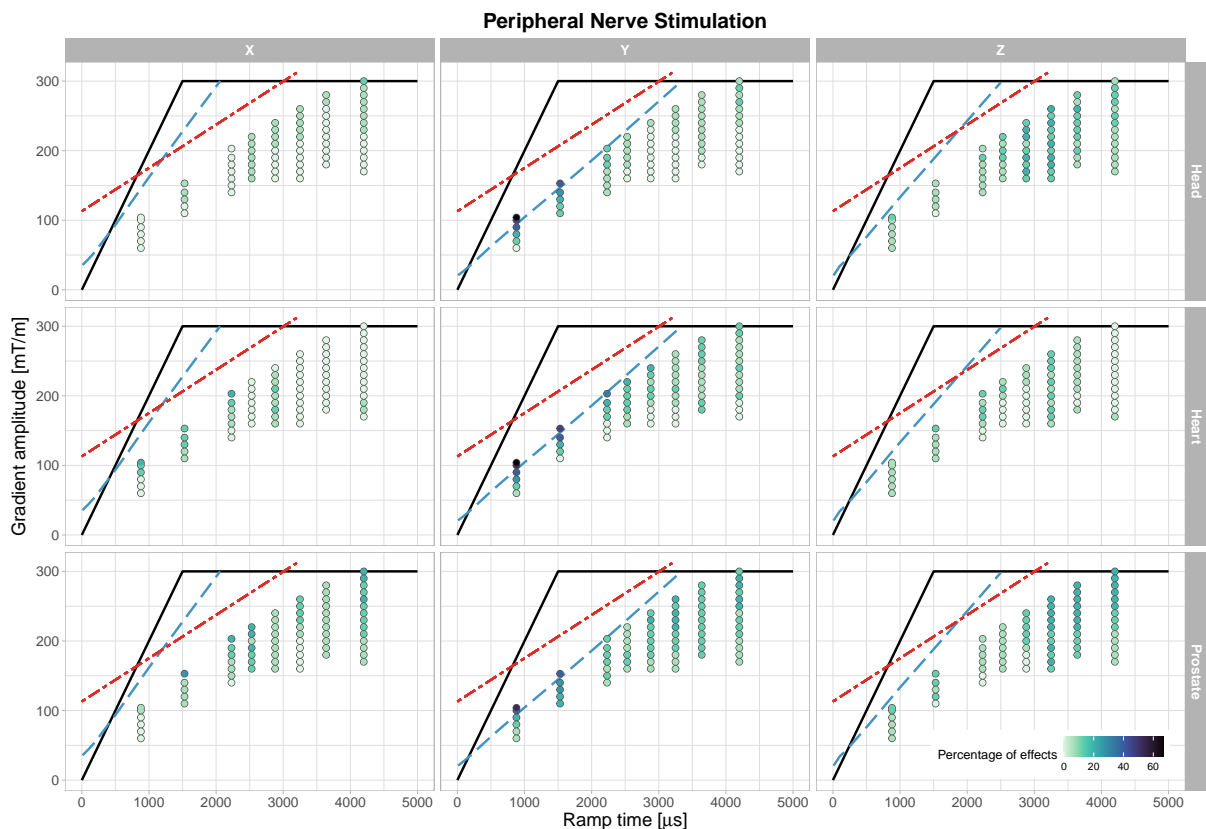 Peripheral Nerve Stimulation
X Y Z
300
200
100
0
Head
300
200
100
0
Heart
300
200
100
0
Prostate
Gradient amplitude [mT/m]
Percentage of effects
0 20 40 60
0 1000 2000 3000 4000 5000 0 1000 2000 3000 4000 5000 0 1000 2000 3000 4000 5000
Ramp time [µs]